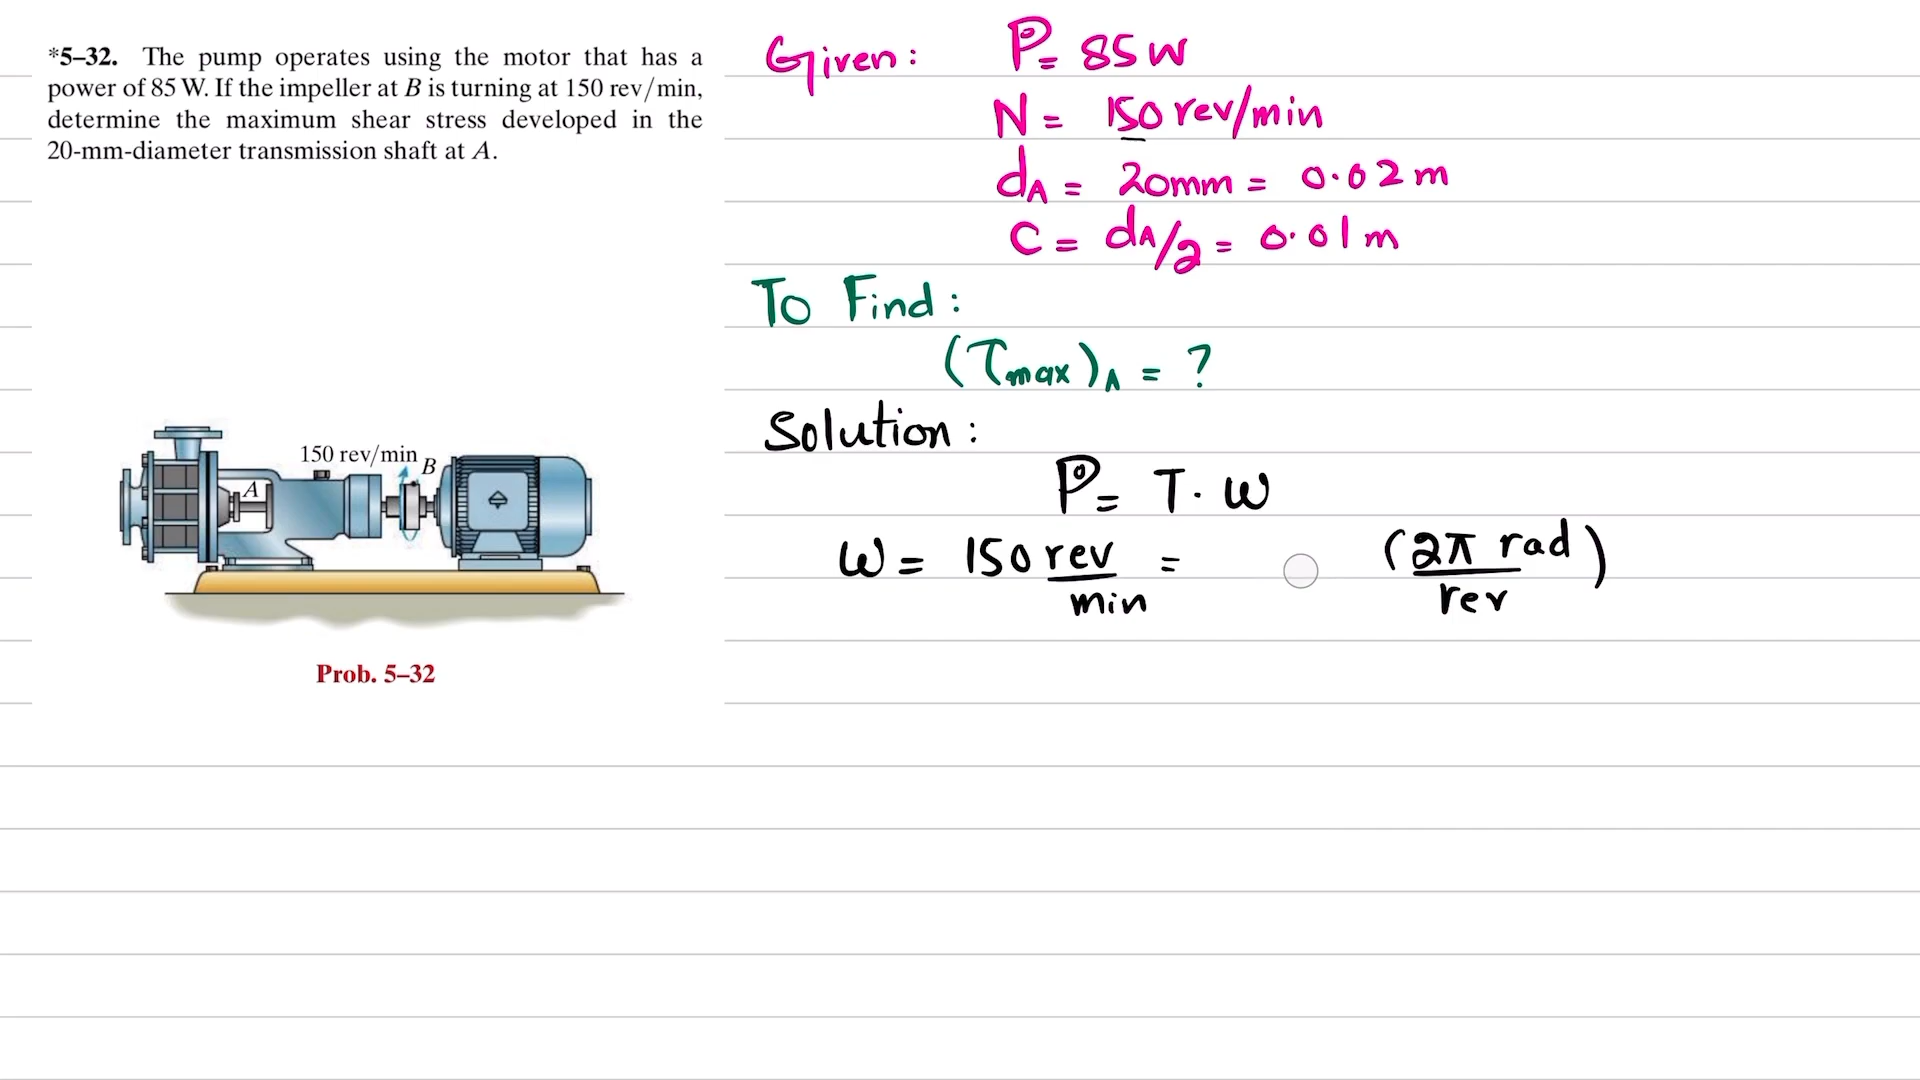 *5–32. The pump operates using the motor that has a
power of 85 W. If the impeller at B is turning at 150 rev/min,
determine the maximum shear stress developed in the
20-mm-diameter transmission shaft at A.
150 rev/min
B
A
Prob. 5–32
Given: P = 85 W
N = 150 rev/min
dA = 20mm = 0.02 m
C = dA/2 = 0.01 m
To Find:
(τmax)A = ?
Solution:
P = T. ω
ω = 150 rev/min = (2π rad/rev)